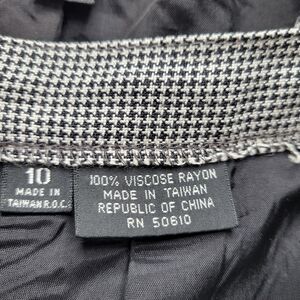 10
MADE IN
TAIWAN R.O.C.
100% VISCOSE RAYON
MADE IN TAIWAN
REPUBLIC OF CHINA
RN 50610